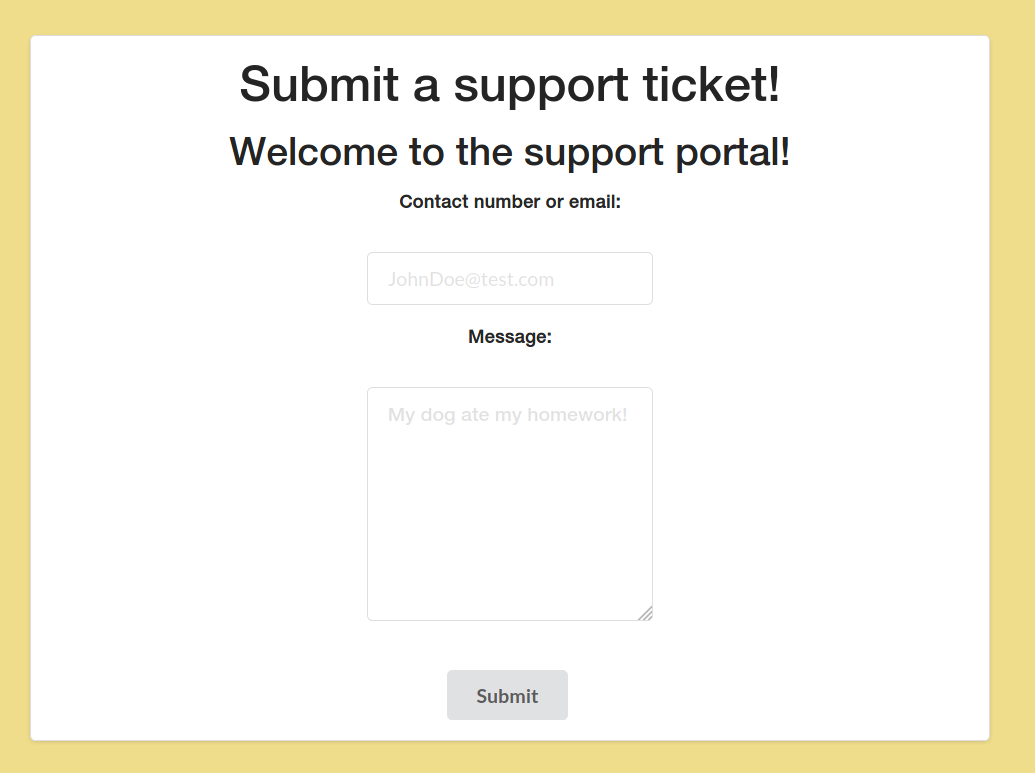 Submit a support ticket!
Welcome to the support portal!
Contact number or email:
JohnDoe@test.com
Message:
My dog ate my homework!
Submit